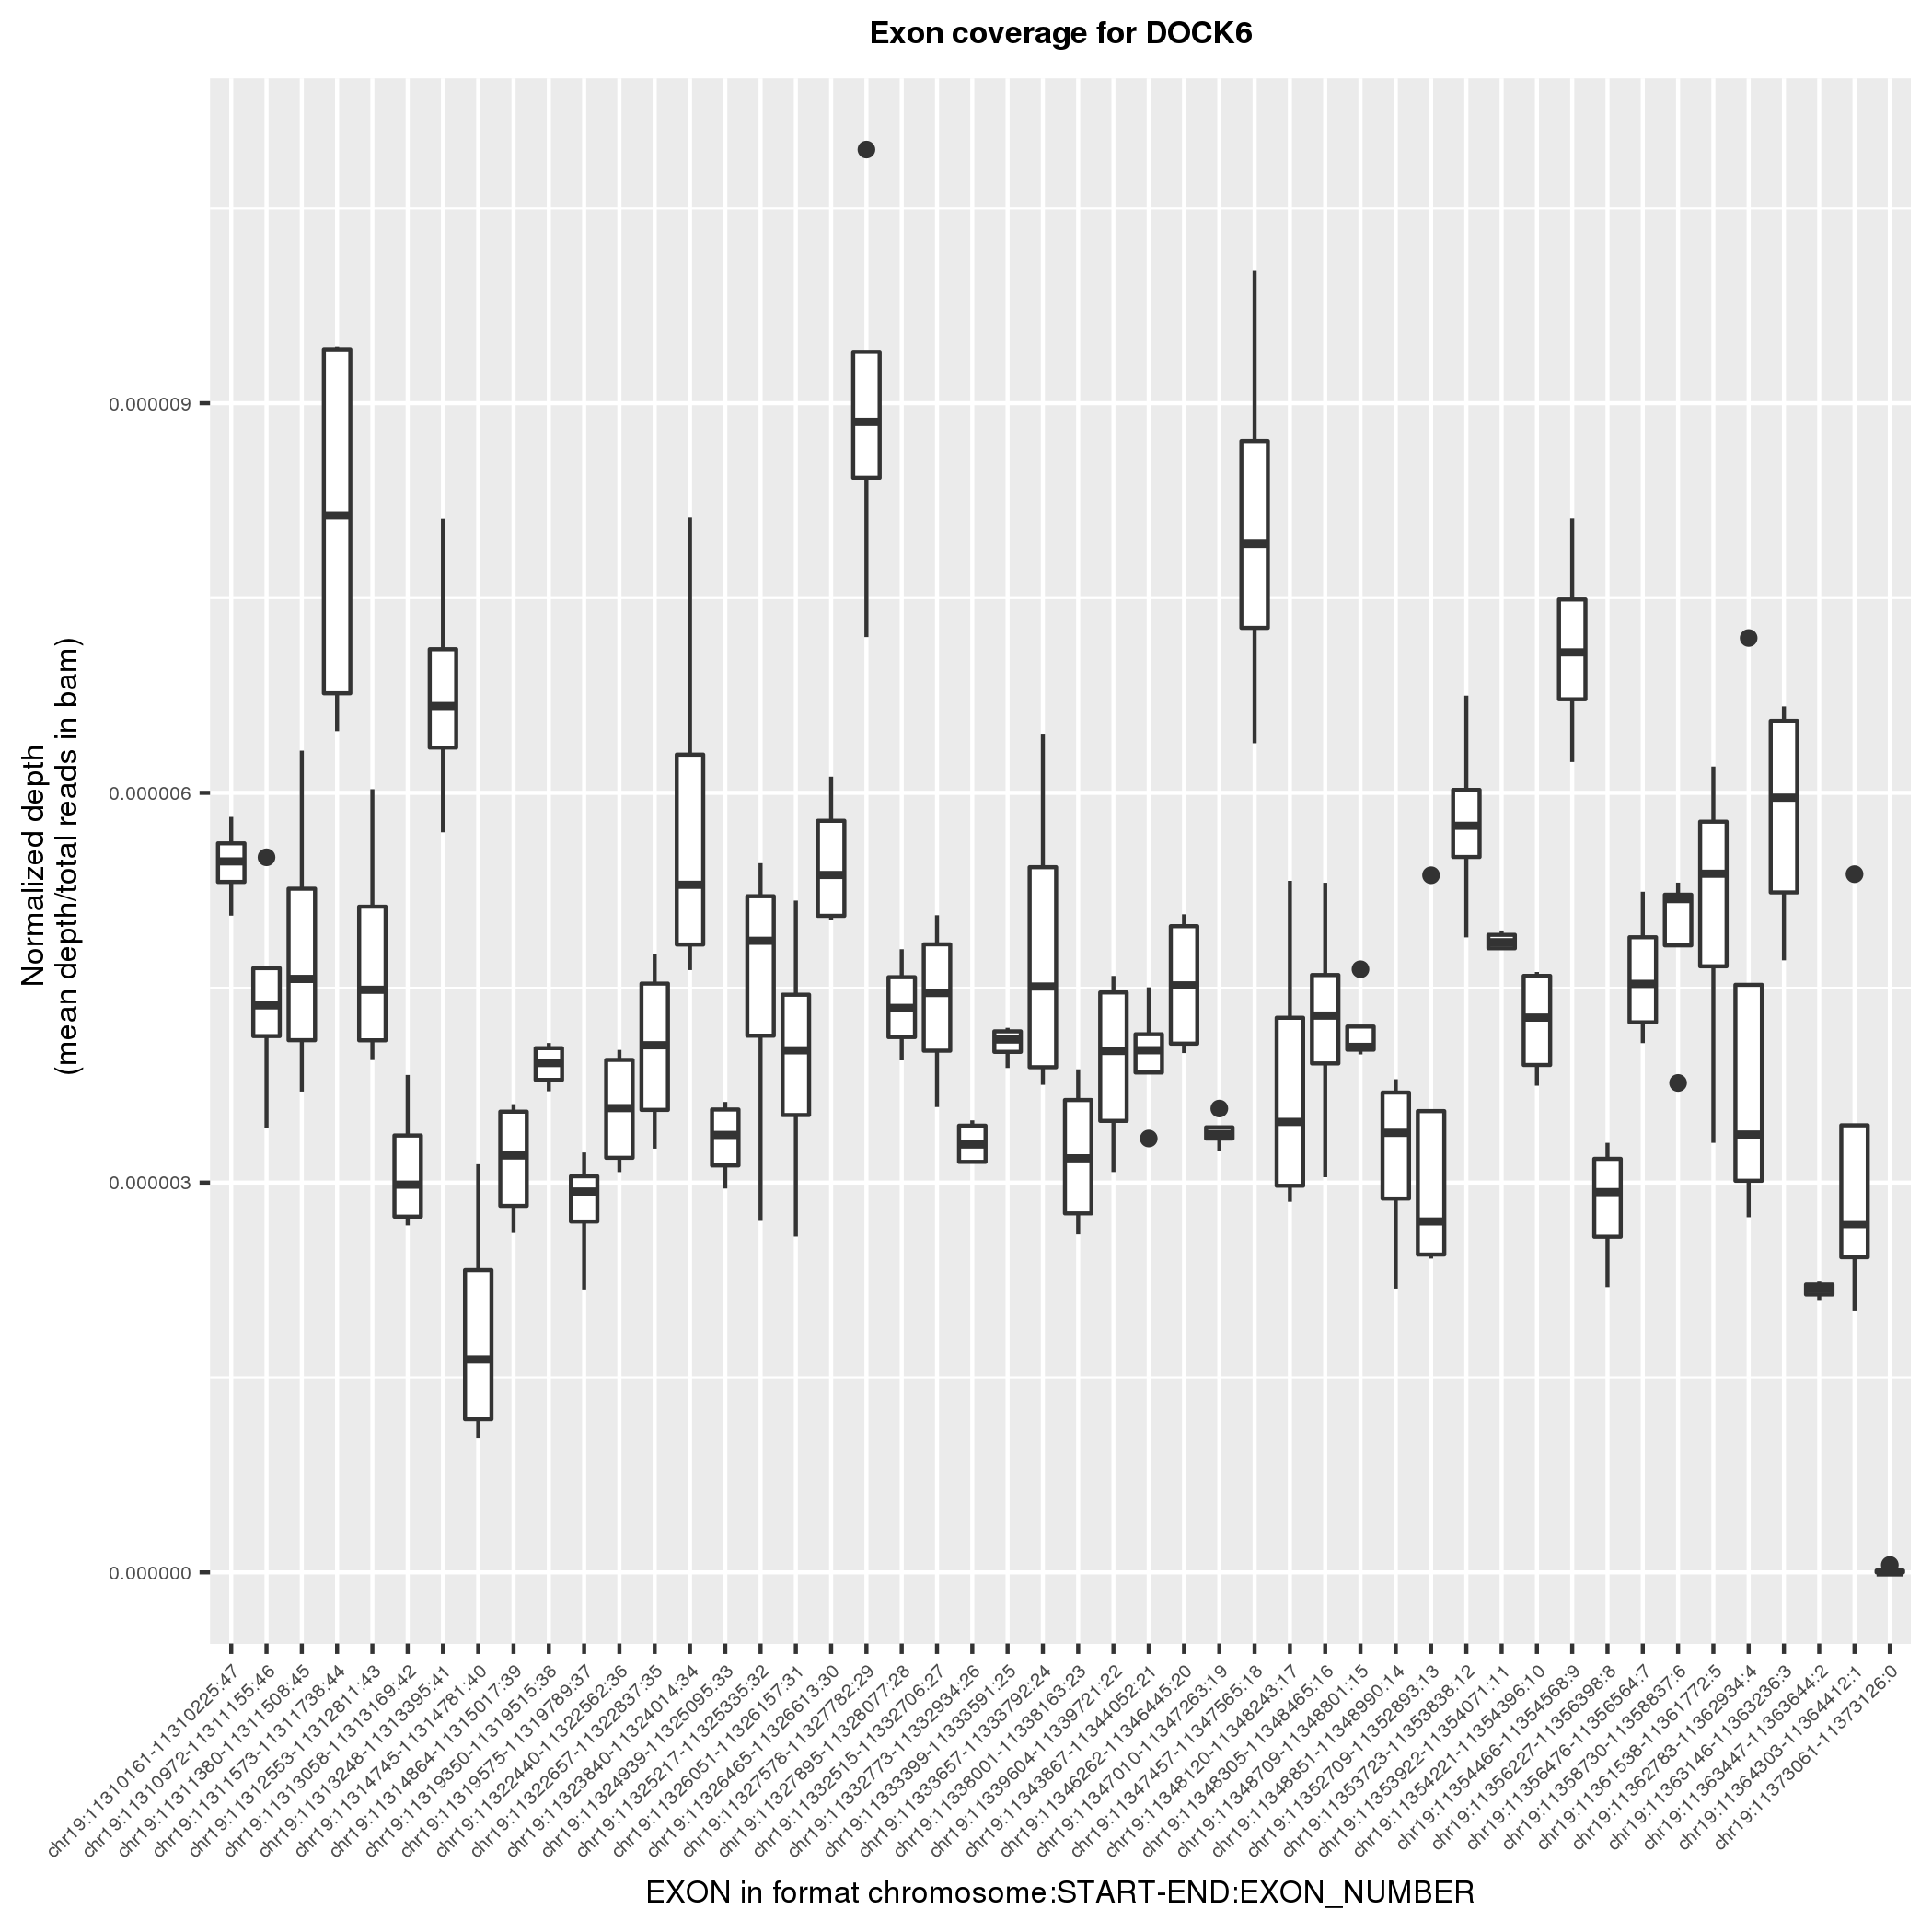 Exon coverage for DOCK6
Normalized depth
(mean depth/total reads in bam)
0.000009
0.000006
0.000003
0.000000
chr19:11310161-11310225:47
chr19:11310972-11311155:46
chr19:11311380-11311508:45
chr19:11311573-11311738:44
chr19:11312553-11312811:43
chr19:11313058-11313169:42
chr19:11313248-11313395:41
chr19:11314745-11314781:40
chr19:11314864-11315017:39
chr19:11319350-11319515:38
chr19:11319575-11319789:37
chr19:11322440-11322562:36
chr19:11322657-11322837:35
chr19:11323840-11324014:34
chr19:11324939-11325095:33
chr19:11325217-11325335:32
chr19:11326051-11326157:31
chr19:11326465-11326613:30
chr19:11327578-11327782:29
chr19:11327895-11328077:28
chr19:11332515-11332706:27
chr19:11332773-11332934:26
chr19:11333399-11333591:25
chr19:11333657-11333792:24
chr19:11338001-11338163:23
chr19:11339604-11339721:22
chr19:11343867-11344052:21
chr19:11346262-11346445:20
chr19:11347010-11347263:19
chr19:11347457-11347565:18
chr19:11348120-11348243:17
chr19:11348305-11348465:16
chr19:11348709-11348801:15
chr19:11348851-11348990:14
chr19:11352709-11352893:13
chr19:11353723-11353838:12
chr19:11353922-11354071:11
chr19:11354221-11354396:10
chr19:11354466-11354568:9
chr19:11356227-11356398:8
chr19:11356476-11356564:7
chr19:11358730-11358837:6
chr19:11361538-11361772:5
chr19:11362783-11362934:4
chr19:11363146-11363236:3
chr19:11363447-11363644:2
chr19:11364303-11364412:1
chr19:11373061-11373126:0
EXON in format chromosome:START-END:EXON_NUMBER